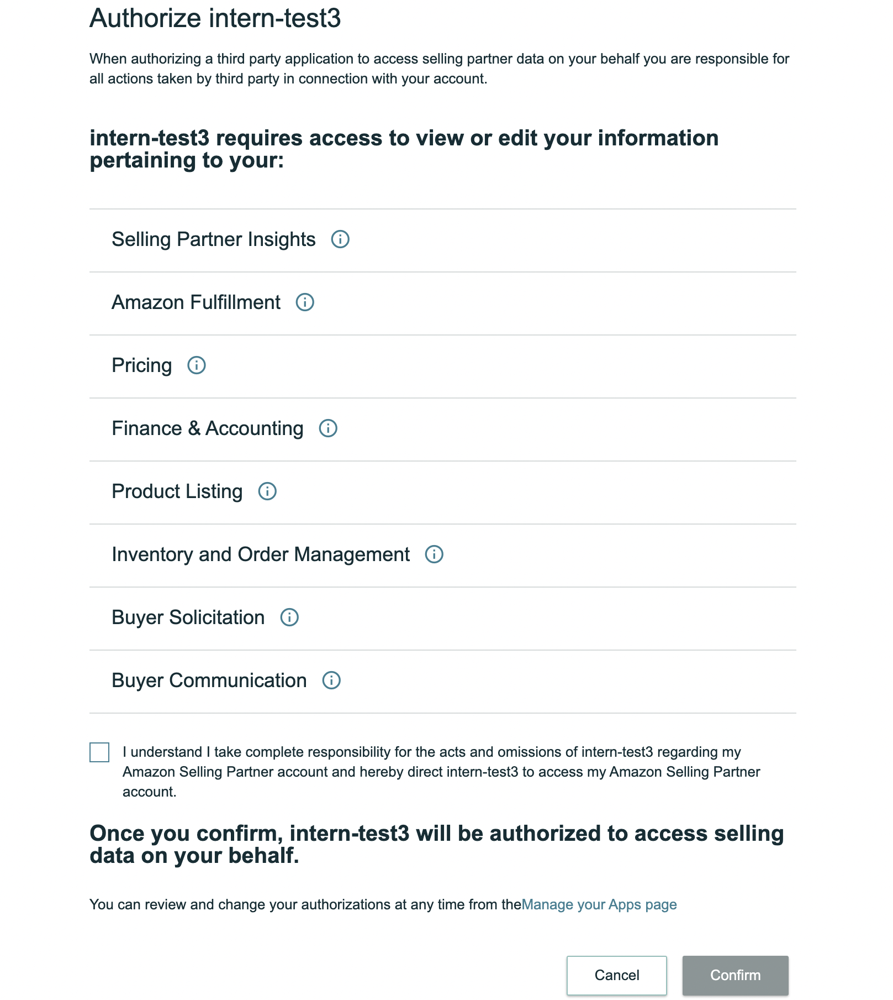 Authorize intern-test3
When authorizing a third party application to access selling partner data on your behalf you are responsible for
all actions taken by third party in connection with your account.
intern-test3 requires access to view or edit your information
pertaining to your:
Selling Partner Insights
Amazon Fulfillment
Pricing
Finance & Accounting
Product Listing
Inventory and Order Management
Buyer Solicitation
Buyer Communication
I understand I take complete responsibility for the acts and omissions of intern-test3 regarding my
Amazon Selling Partner account and hereby direct intern-test3 to access my Amazon Selling Partner
account.
Once you confirm, intern-test3 will be authorized to access selling
data on your behalf.
You can review and change your authorizations at any time from theManage your Apps page
Cancel Confirm